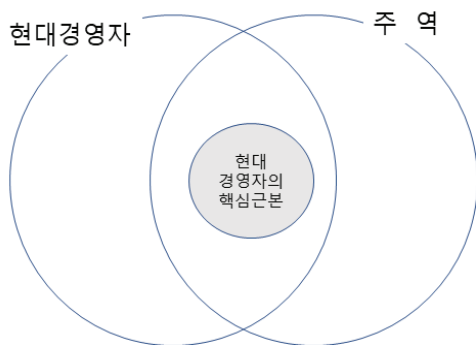 현대경영자
주 역
현대
경영자의
핵심근본